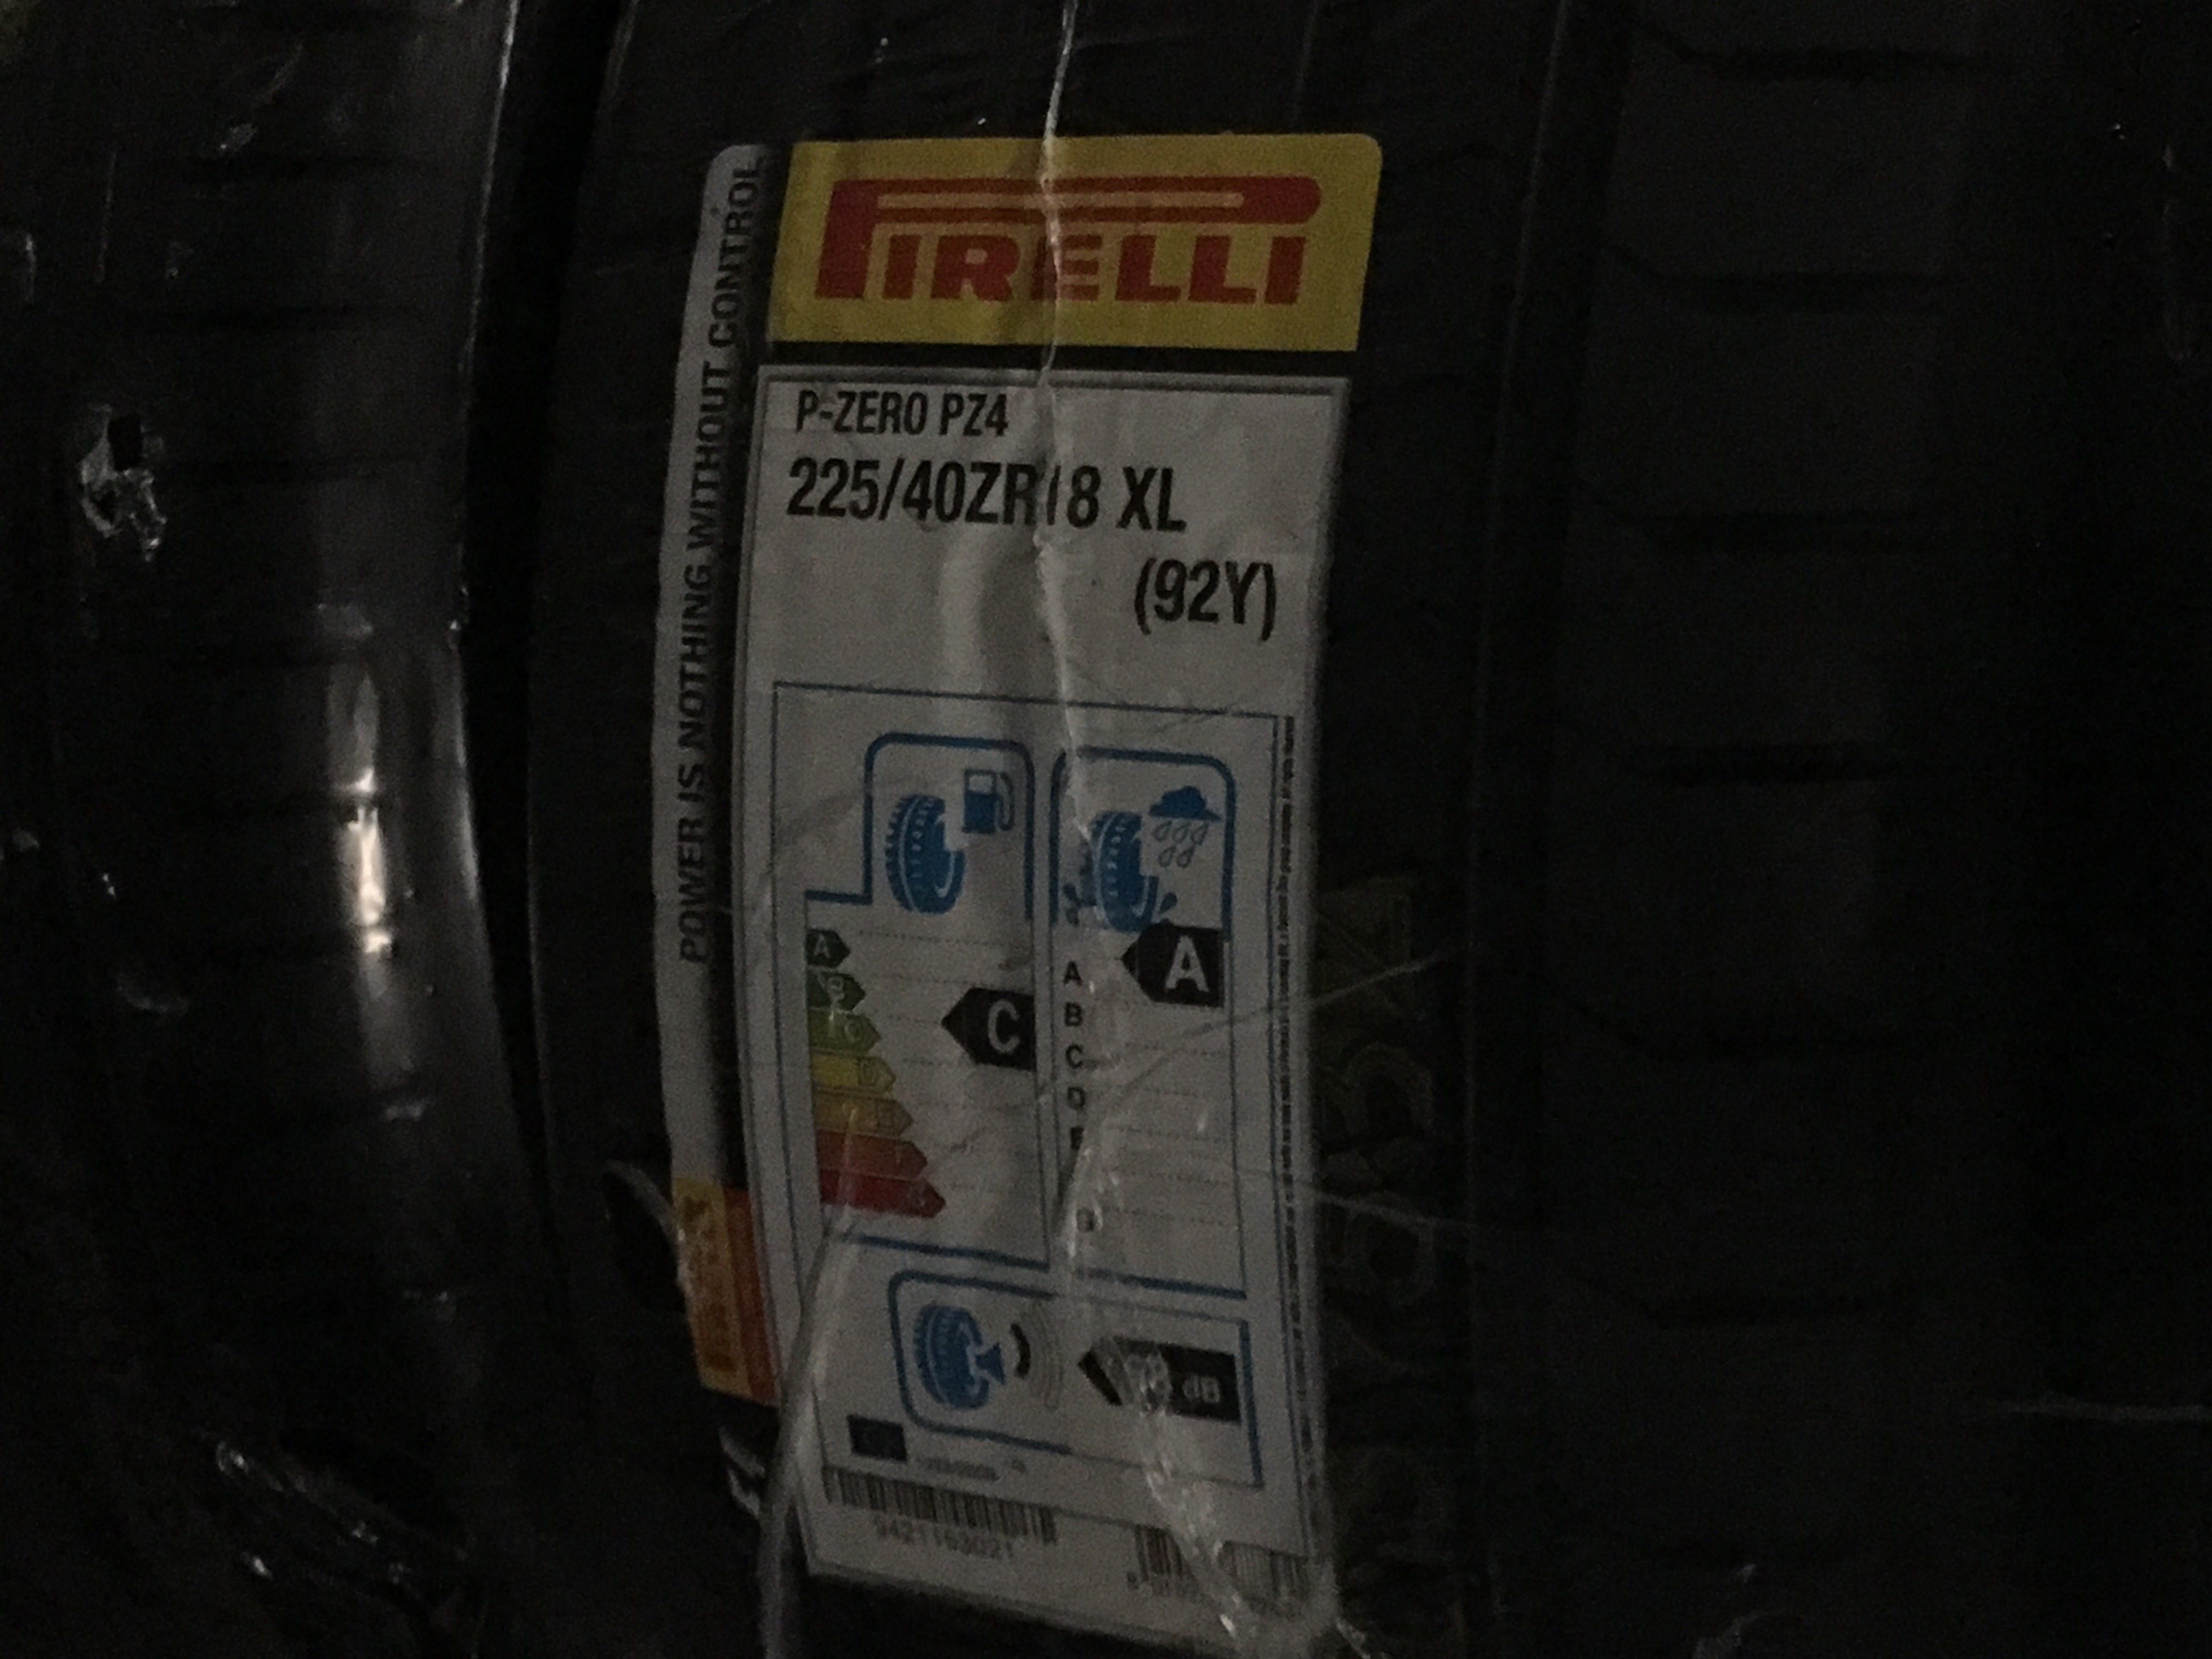 POWER IS NOTHING WITHOUT CONTROL
PIRELLI
P-ZERO PZ4
225/40ZR18 XL
(92Y)
A
B
C
D
E
F
G
C
A
B
C
D
E
G
A
dB